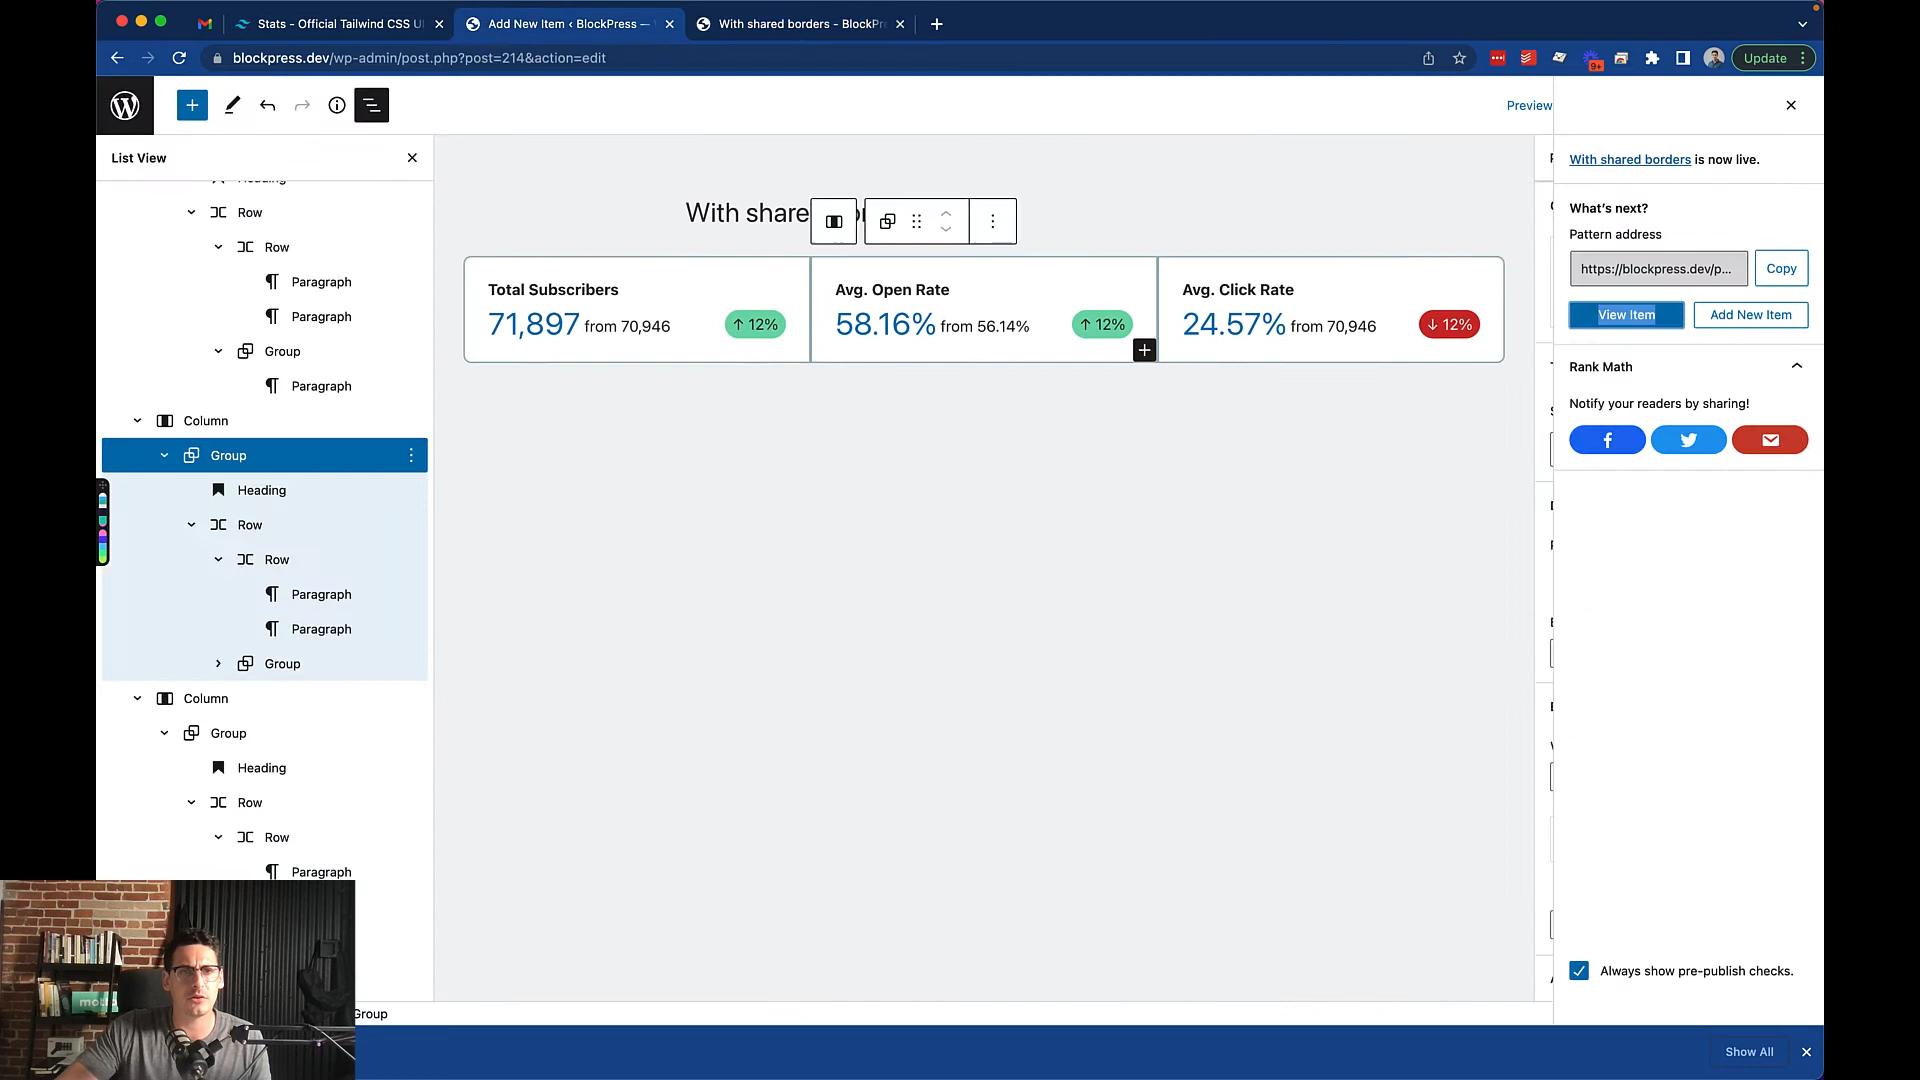 Stats - Official Tailwind CSS UI
Add New Item ‹ BlockPress —
With shared borders - BlockPr
blockpress.dev/wp-admin/post.php?post=214&action=edit
9+
Update
Preview
List View
With shared borders is now live.
Row
What's next?
With share
Pattern address
Row
https://blockpress.dev/p...
Copy
Paragraph
Total Subscribers
Avg. Open Rate
Avg. Click Rate
Paragraph
71,897 from 70,946
↑ 12%
58.16% from 56.14%
↑ 12%
24.57% from 70,946
↓ 12%
View Item
Add New Item
Group
Rank Math
Paragraph
Notify your readers by sharing!
Column
Group
Heading
Row
Row
Paragraph
Paragraph
Group
Column
Group
Heading
Row
Row
Paragraph
Always show pre-publish checks.
Group
Show All